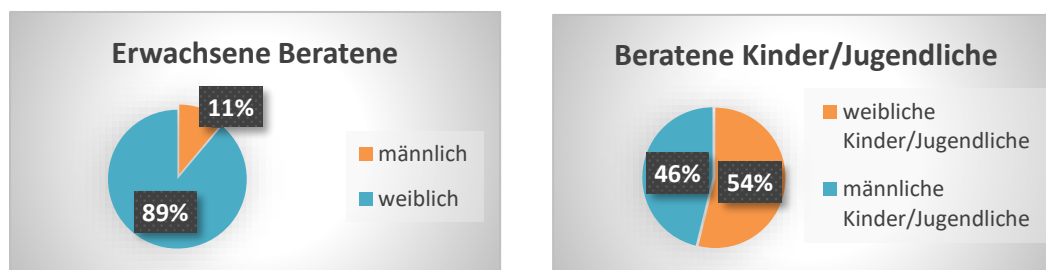 Erwachsene Beratene
11%
89%
männlich
weiblich
Beratene Kinder/Jugendliche
46%
54%
weibliche
Kinder/Jugendliche
männliche
Kinder/Jugendliche